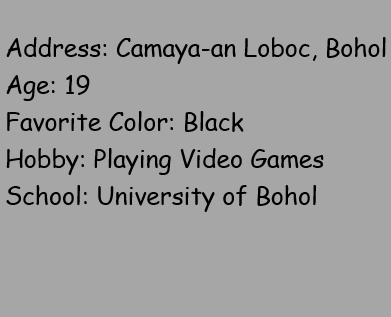 Address: Camaya-an Loboc, Bohol
Age: 19
Favorite Color: Black
Hobby: Playing Video Games
School: University of Bohol